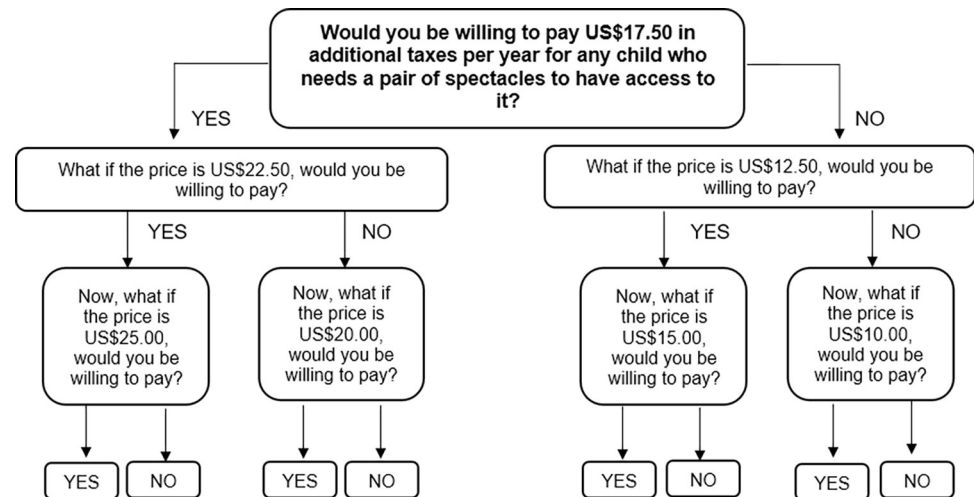 Would you be willing to pay US$17.50 in
additional taxes per year for any child who
needs a pair of spectacles to have access to
it?
YES
NO
What if the price is US$22.50, would you be
willing to pay?
What if the price is US$12.50, would you be
willing to pay?
YES
NO
YES
NO
Now, what if
the price is
US$25.00,
would you be
willing to pay?
Now, what if
the price is
US$20.00,
would you be
willing to pay?
Now, what if
the price is
US$15.00,
would you be
willing to pay?
Now, what if
the price is
US$10.00,
would you be
willing to pay?
YES
NO
YES
NO
YES
NO
YES
NO